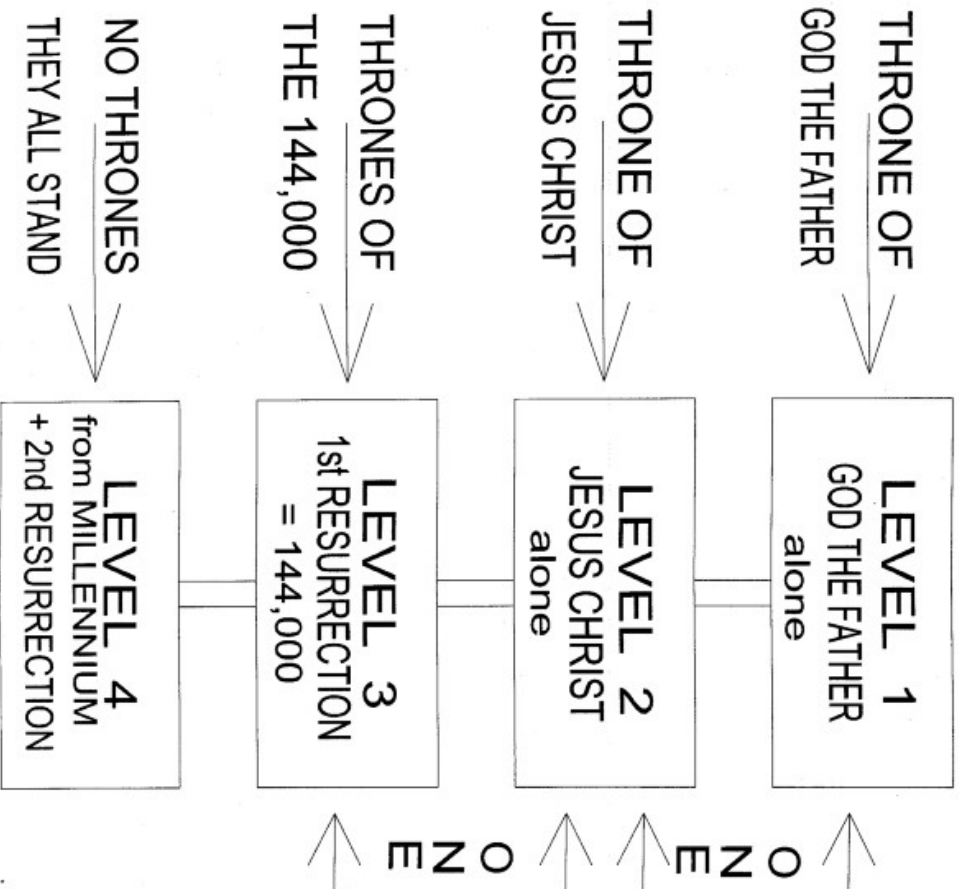 THRONE OF
GOD THE FATHER
LEVEL 1
GOD THE FATHER
alone
ONE
THRONE OF
JESUS CHRIST
LEVEL 2
JESUS CHRIST
alone
ONE
THRONES OF
THE 144,000
LEVEL 3
1st RESURRECTION
= 144,000
NO THRONES
THEY ALL STAND
LEVEL 4
from MILLENNIUM
+ 2nd RESURRECTION